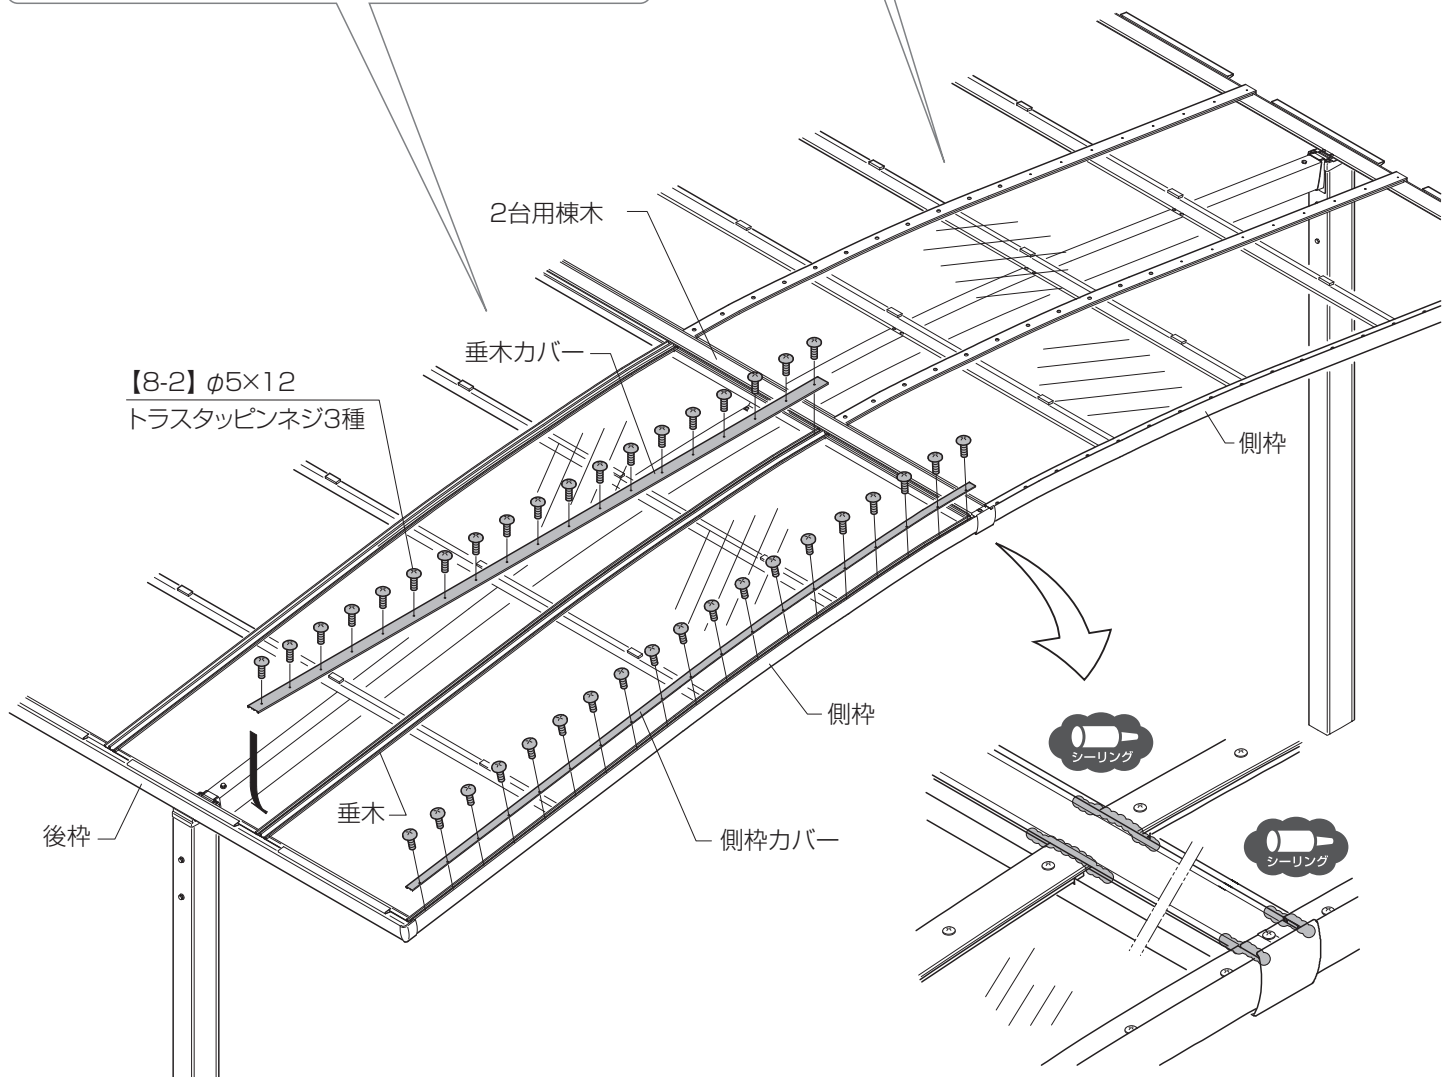 2台用棟木
垂木カバー
【8-2】φ5×12
トラスタッピンネジ3種
側枠
側枠
シーリング
シーリング
垂木
側枠カバー
後枠